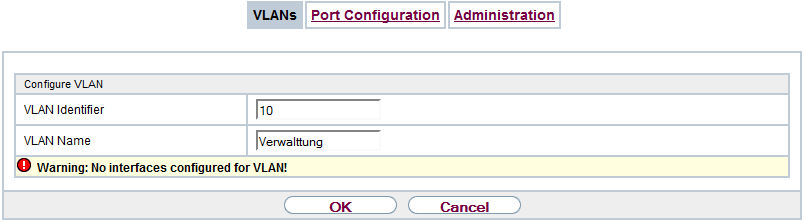 VLANs Port Configuration Administration
Configure VLAN
VLAN Identifier 10
VLAN Name Verwalttung
Warning: No interfaces configured for VLAN!
OK Cancel